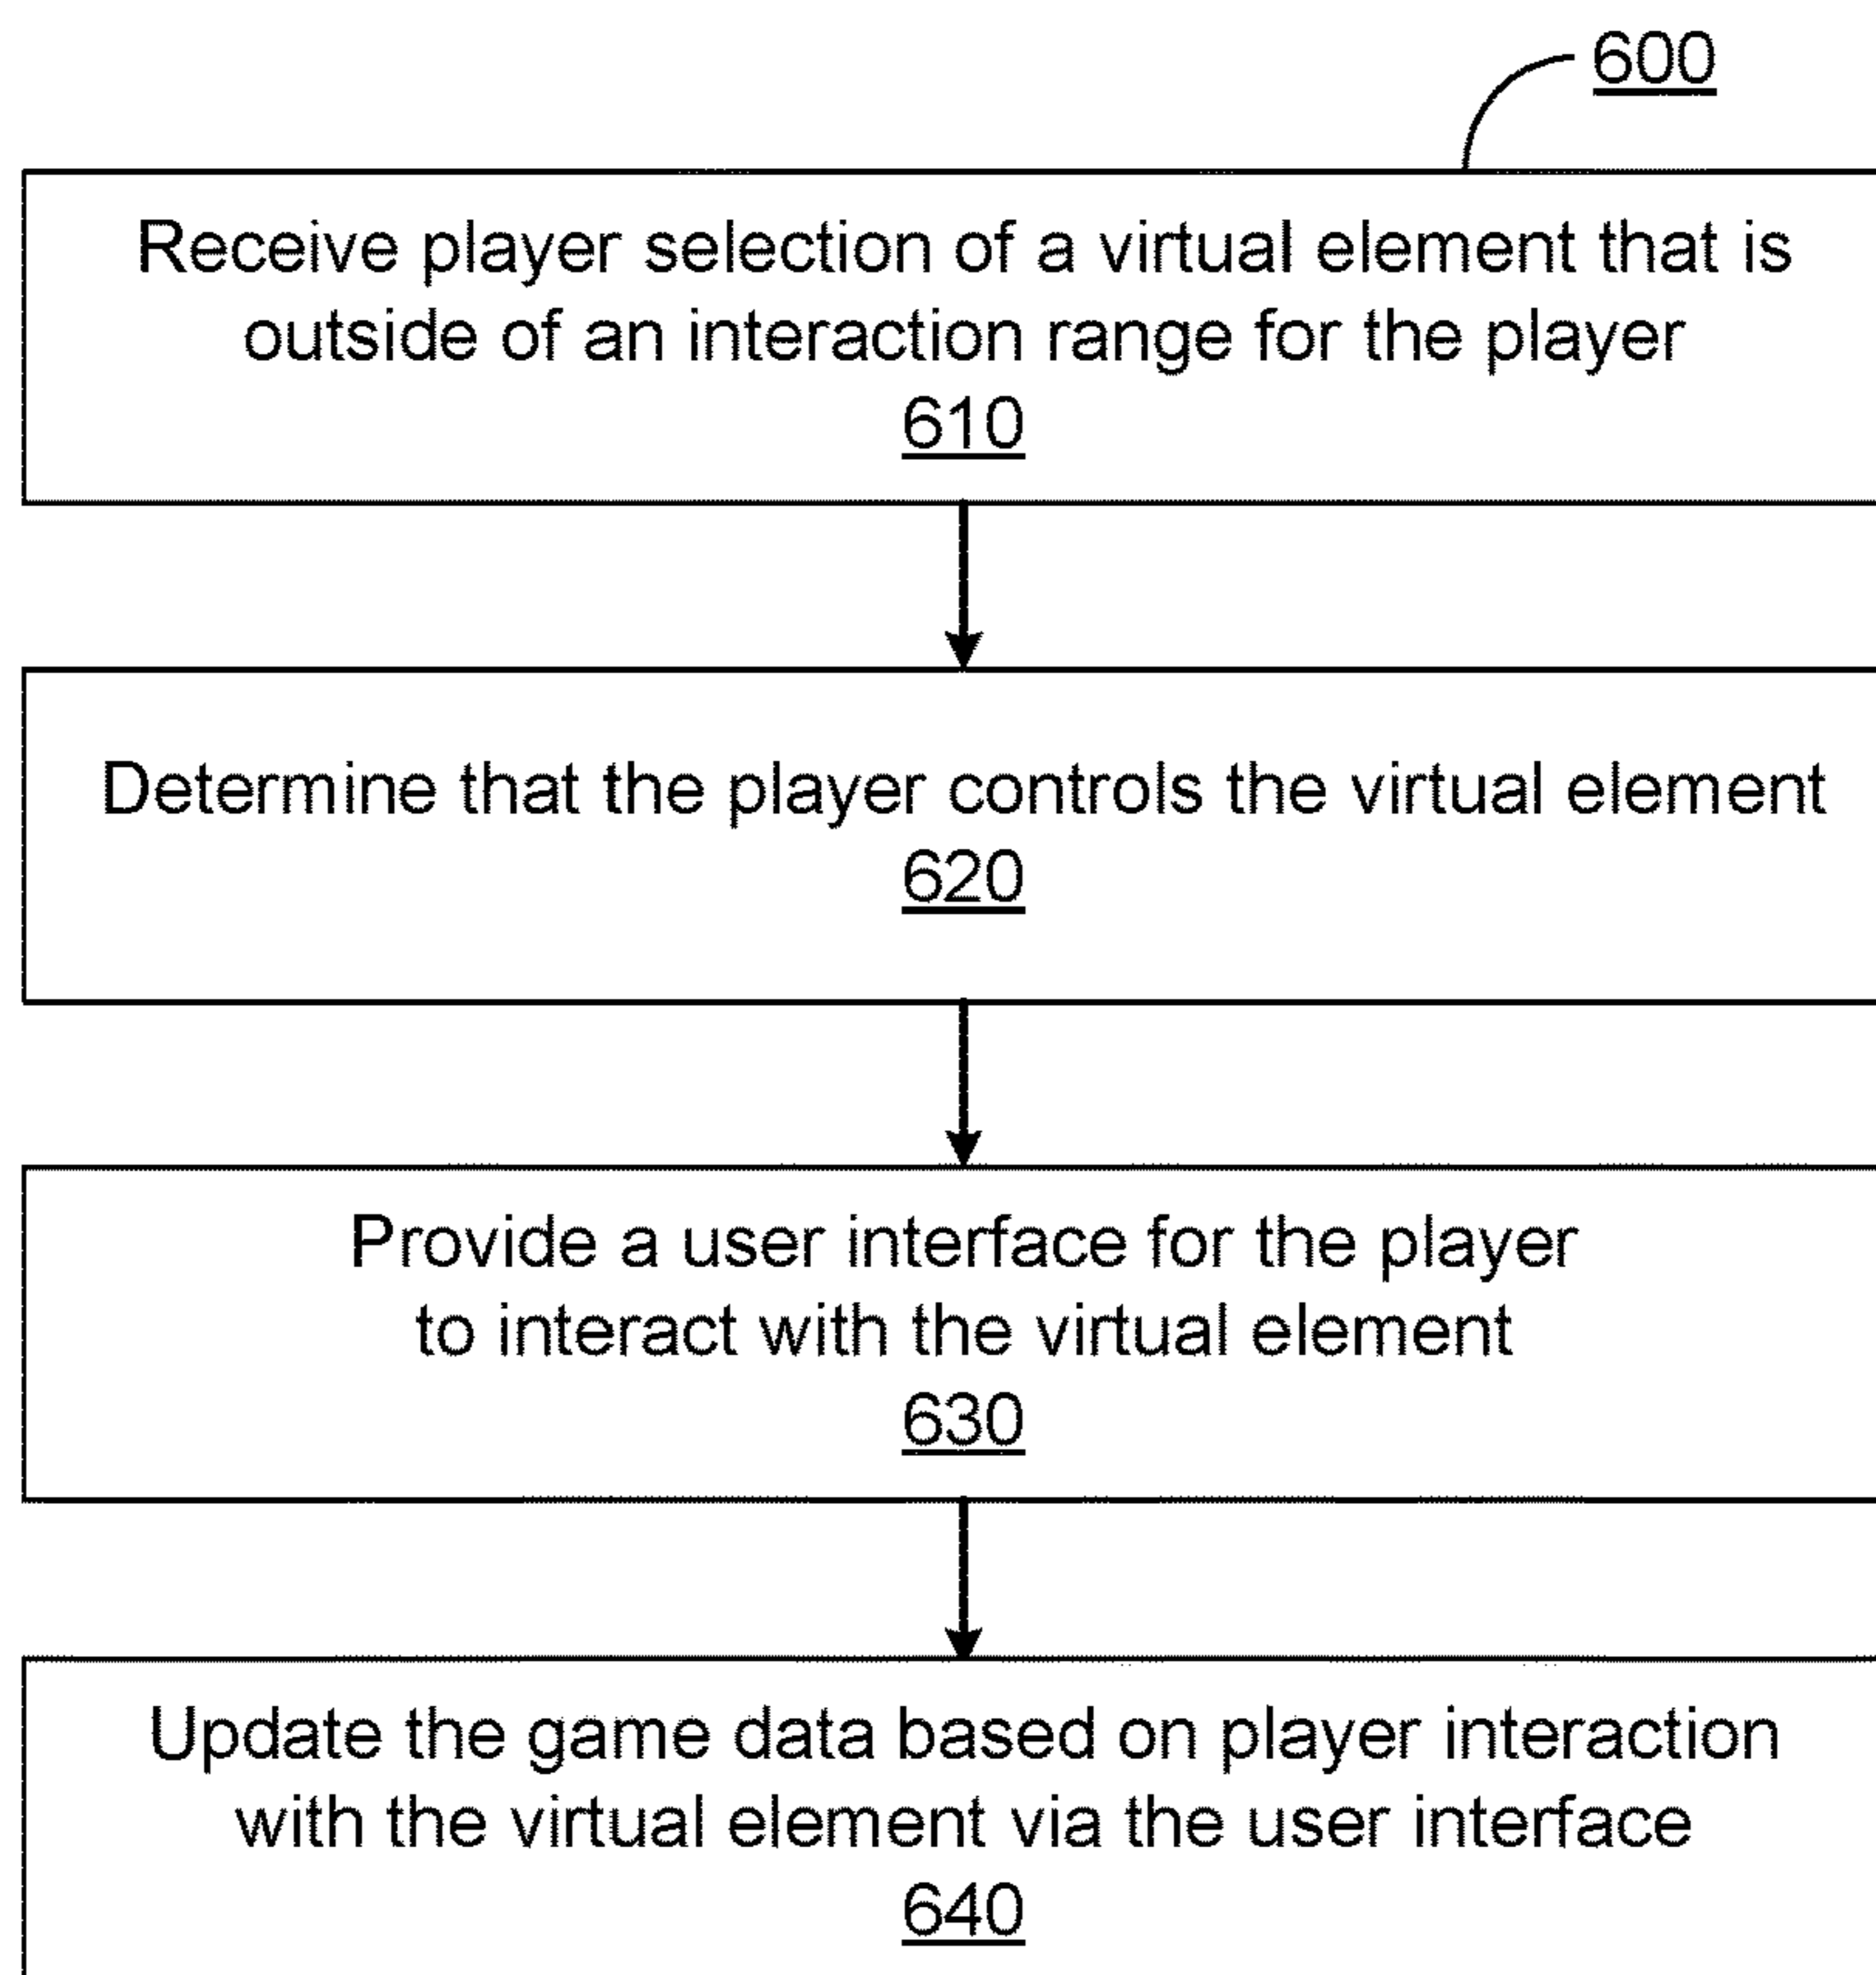 600
Receive player selection of a virtual element that is
outside of an interaction range for the player
610
Determine that the player controls the virtual element
620
Provide a user interface for the player
to interact with the virtual element
630
Update the game data based on player interaction
with the virtual element via the user interface
640